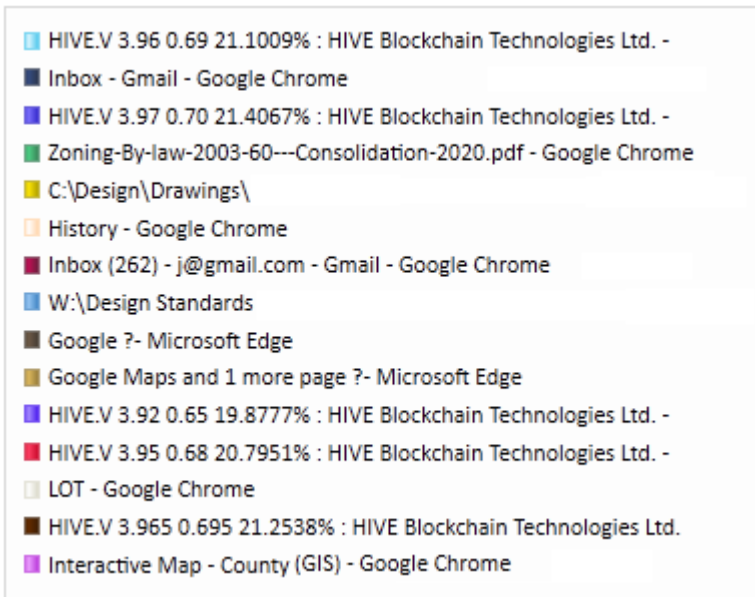 HIVE.V 3.96 0.69 21.1009% : HIVE Blockchain Technologies Ltd. -
Inbox - Gmail - Google Chrome
HIVE.V 3.97 0.70 21.4067% : HIVE Blockchain Technologies Ltd. -
Zoning-By-law-2003-60---Consolidation-2020.pdf - Google Chrome
C:\Design\Drawings\
History - Google Chrome
Inbox (262) - j@gmail.com - Gmail - Google Chrome
W:\Design Standards
Google ?- Microsoft Edge
Google Maps and 1 more page ?- Microsoft Edge
HIVE.V 3.92 0.65 19.8777% : HIVE Blockchain Technologies Ltd. -
HIVE.V 3.95 0.68 20.7951% : HIVE Blockchain Technologies Ltd. -
LOT - Google Chrome
HIVE.V 3.965 0.695 21.2538% : HIVE Blockchain Technologies Ltd.
Interactive Map - County (GIS) - Google Chrome